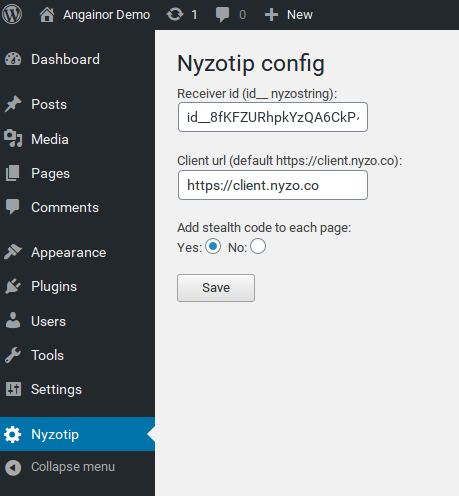 Angainor Demo 1 0 New
Dashboard
Posts
Media
Pages
Comments
Appearance
Plugins
Users
Tools
Settings
Nyzotip
Collapse menu
Nyzotip config
Receiver id (id__ nyzostring):
id__8fKFZURhpkYzQA6CkP
Client url (default https://client.nyzo.co):
https://client.nyzo.co
Add stealth code to each page:
Yes: No:
Save